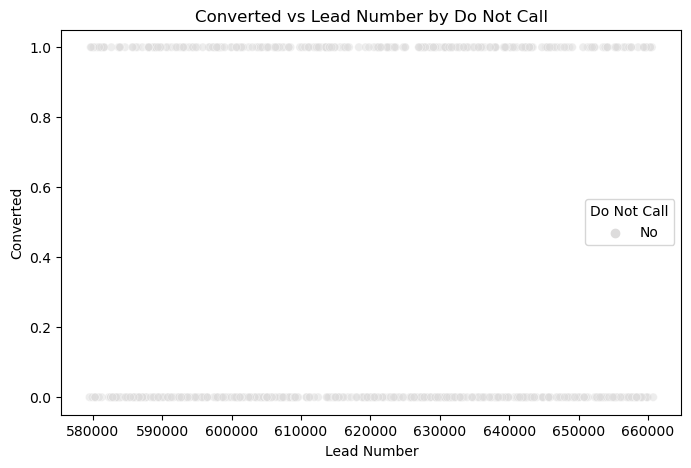 Converted vs Lead Number by Do Not Call
1.0
0.8
0.6
0.4
0.2
0.0
Converted
Do Not Call
No
580000 590000 600000 610000 620000 630000 640000 650000 660000
Lead Number